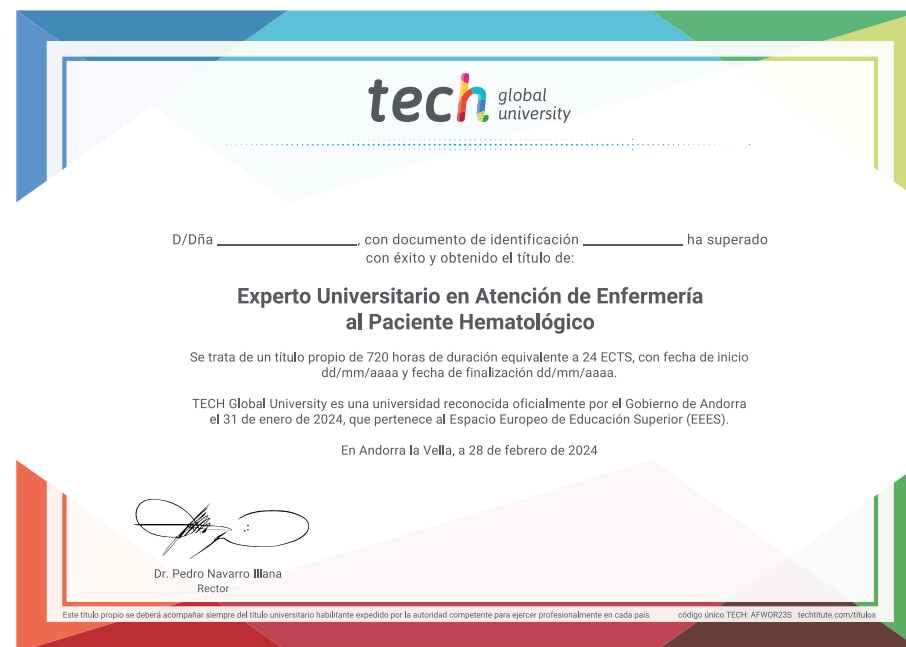 tech global university
D/Dña ____________, con documento de identificación ____________ ha superado
con éxito y obtenido el título de:
Experto Universitario en Atención de Enfermería
al Paciente Hematológico
Se trata de un título propio de 720 horas de duración equivalente a 24 ECTS, con fecha de inicio
dd/mm/aaaa y fecha de finalización dd/mm/aaaa.
TECH Global University es una universidad reconocida oficialmente por el Gobierno de Andorra
el 31 de enero de 2024, que pertenece al Espacio Europeo de Educación Superior (EEES).
En Andorra la Vella, a 28 de febrero de 2024
Dr. Pedro Navarro Illana
Rector
Este título propio se deberá acompañar siempre del título universitario habilitante expedido por la autoridad competente para ejercer profesionalmente en cada país. código único TECH: AFWOR23S techtitute.com/titulos